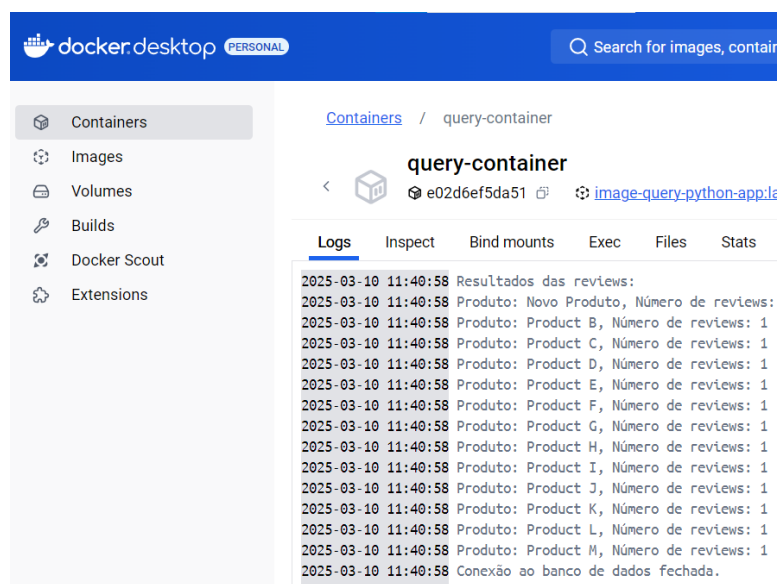 docker.desktop PERSONAL
Search for images, contain
Containers
Images
Volumes
Builds
Docker Scout
Extensions
Containers / query-container
query-container
e02d6ef5da51 image-query-python-app:la
Logs Inspect Bind mounts Exec Files Stats
2025-03-10 11:40:58 Resultados das reviews:
2025-03-10 11:40:58 Produto: Novo Produto, Número de reviews:
2025-03-10 11:40:58 Produto: Product B, Número de reviews: 1
2025-03-10 11:40:58 Produto: Product C, Número de reviews: 1
2025-03-10 11:40:58 Produto: Product D, Número de reviews: 1
2025-03-10 11:40:58 Produto: Product E, Número de reviews: 1
2025-03-10 11:40:58 Produto: Product F, Número de reviews: 1
2025-03-10 11:40:58 Produto: Product G, Número de reviews: 1
2025-03-10 11:40:58 Produto: Product H, Número de reviews: 1
2025-03-10 11:40:58 Produto: Product I, Número de reviews: 1
2025-03-10 11:40:58 Produto: Product J, Número de reviews: 1
2025-03-10 11:40:58 Produto: Product K, Número de reviews: 1
2025-03-10 11:40:58 Produto: Product L, Número de reviews: 1
2025-03-10 11:40:58 Produto: Product M, Número de reviews: 1
2025-03-10 11:40:58 Conexão ao banco de dados fechada.